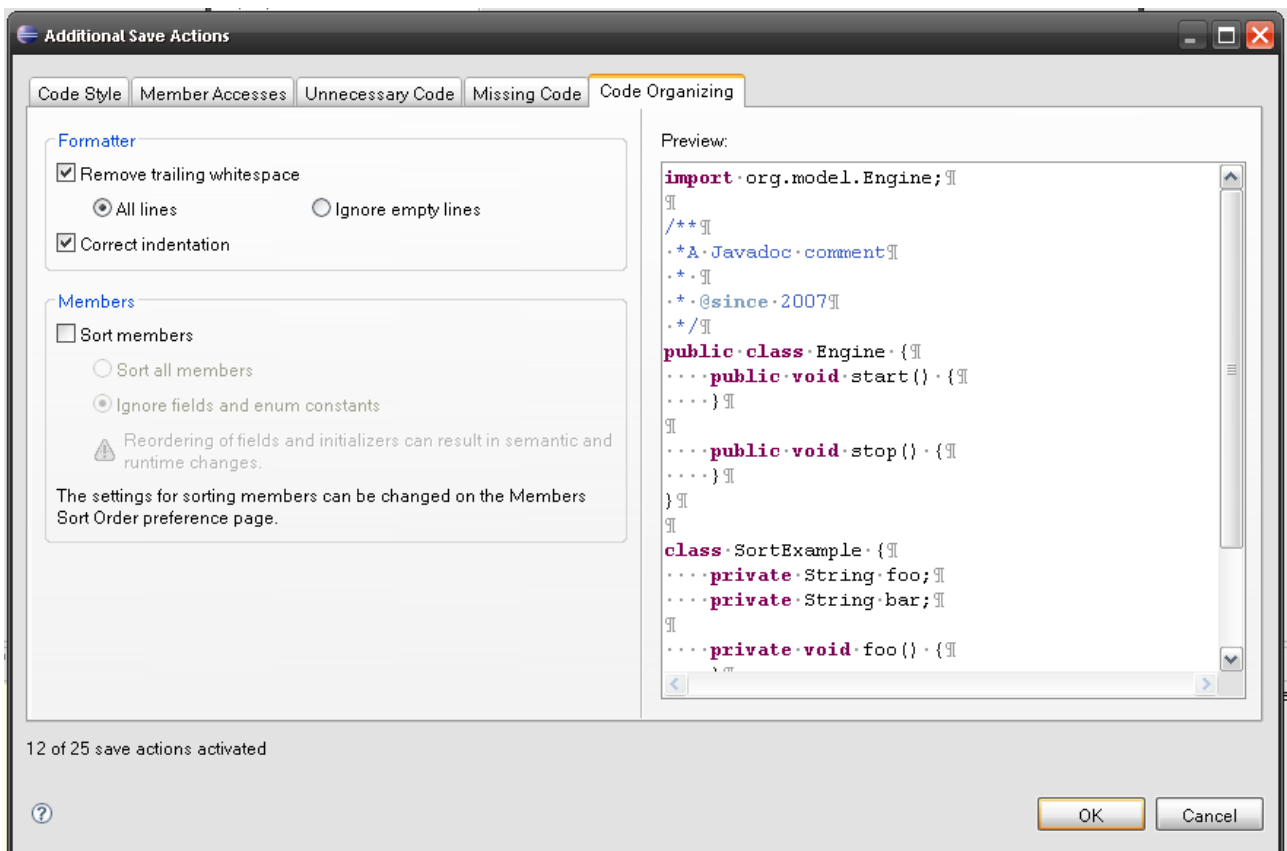 Additional Save Actions
Code Style Member Accesses Unnecessary Code Missing Code Code Organizing
Formatter
Remove trailing whitespace
All lines Ignore empty lines
Correct indentation
Members
Sort members
Sort all members
Ignore fields and enum constants
Reordering of fields and initializers can result in semantic and
runtime changes.
The settings for sorting members can be changed on the Members
Sort Order preference page.
Preview:
import·org.model.Engine;¶
¶
/**¶
·*A·Javadoc·comment¶
·*·¶
·*·@since·2007¶
·*/¶
public·class·Engine·{¶
····public·void·start()·{¶
····}¶
¶
····public·void·stop()·{¶
····}¶
}¶
¶
class·SortExample·{¶
····private·String·foo;¶
····private·String·bar;¶
¶
····private·void·foo()·{¶
12 of 25 save actions activated
OK Cancel